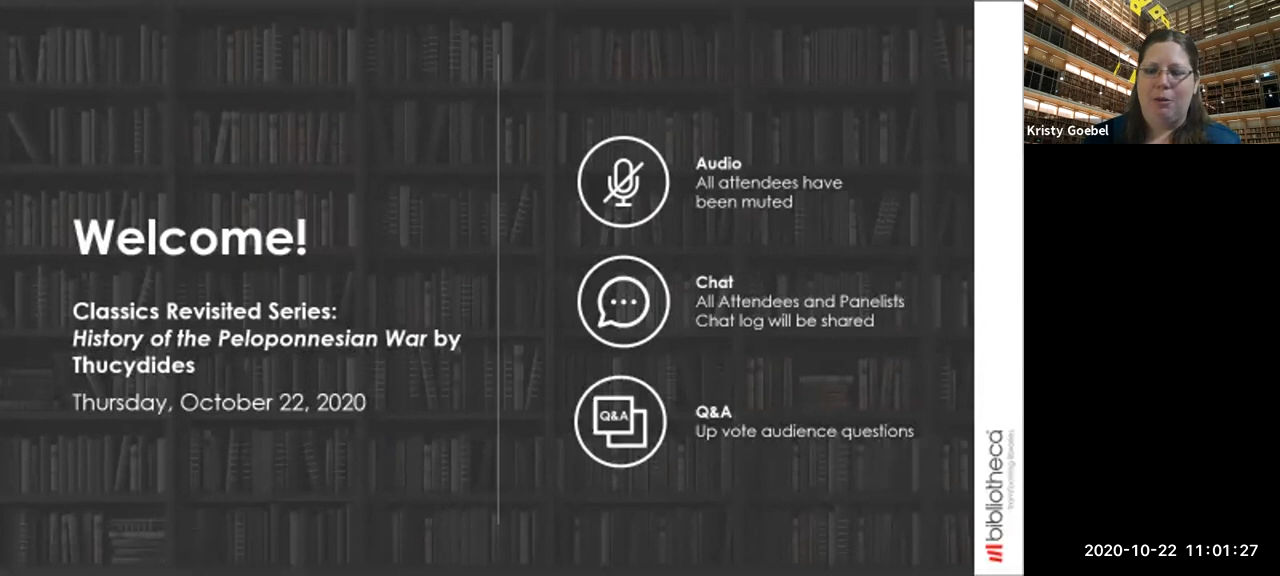 Welcome!
Classics Revisited Series:
History of the Peloponnesian War by
Thucydides
Thursday, October 22, 2020
Audio
All attendees have
been muted
Chat
All Attendees and Panelists
Chat log will be shared
Q&A
Q&A
Up vote audience questions
bibliotheca
transforming libraries
Kristy Goebel
2020-10-22 11:01:27